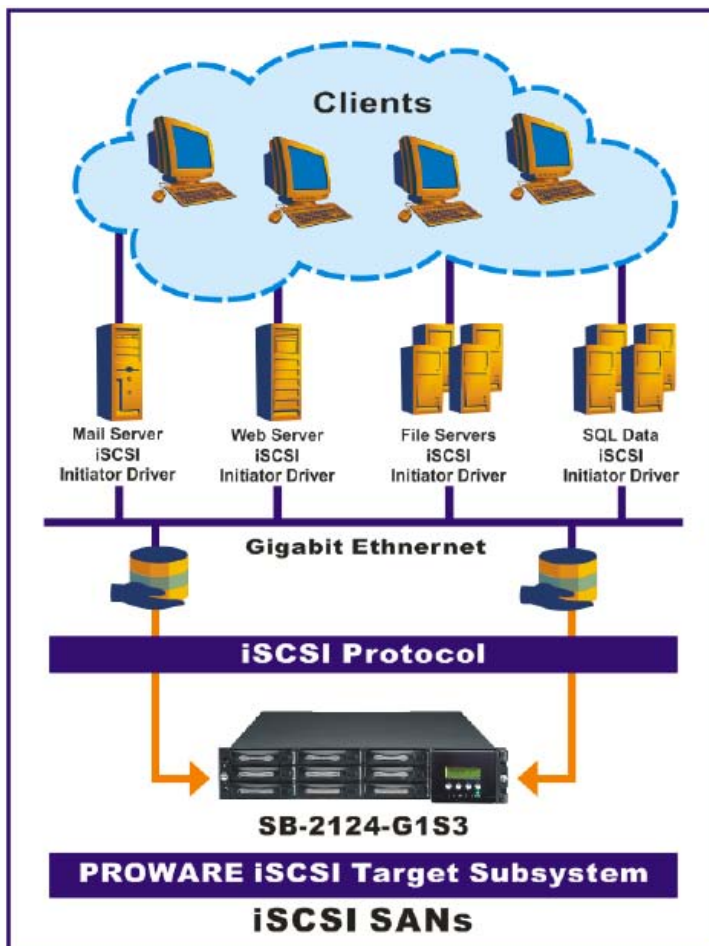 Clients
Mail Server
iSCSI
Initiator Driver
Web Server
iSCSI
Initiator Driver
File Servers
iSCSI
Initiator Driver
SQL Data
iSCSI
Initiator Driver
Gigabit Ethnernet
iSCSI Protocol
SB-2124-G1S3
PROWARE iSCSI Target Subsystem
iSCSI SANs